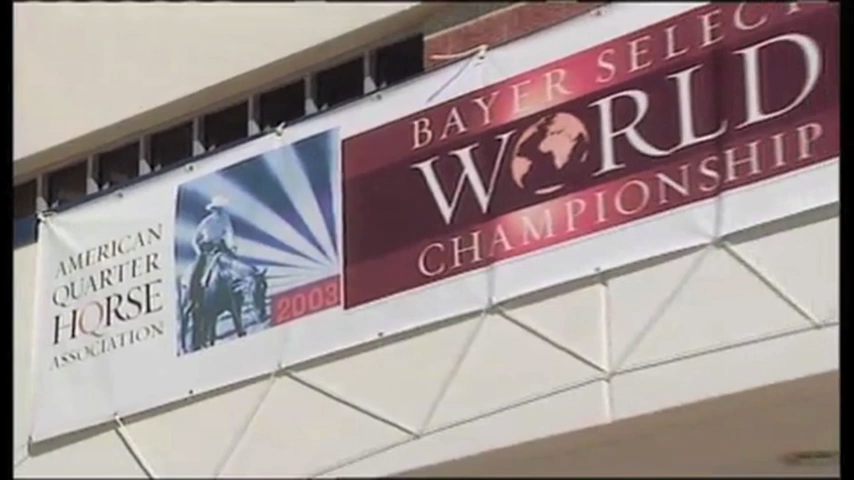 AMERICAN
QUARTER
HORSE
ASSOCIATION
2003
BAYER SELECT
WORLD
CHAMPIONSHIP